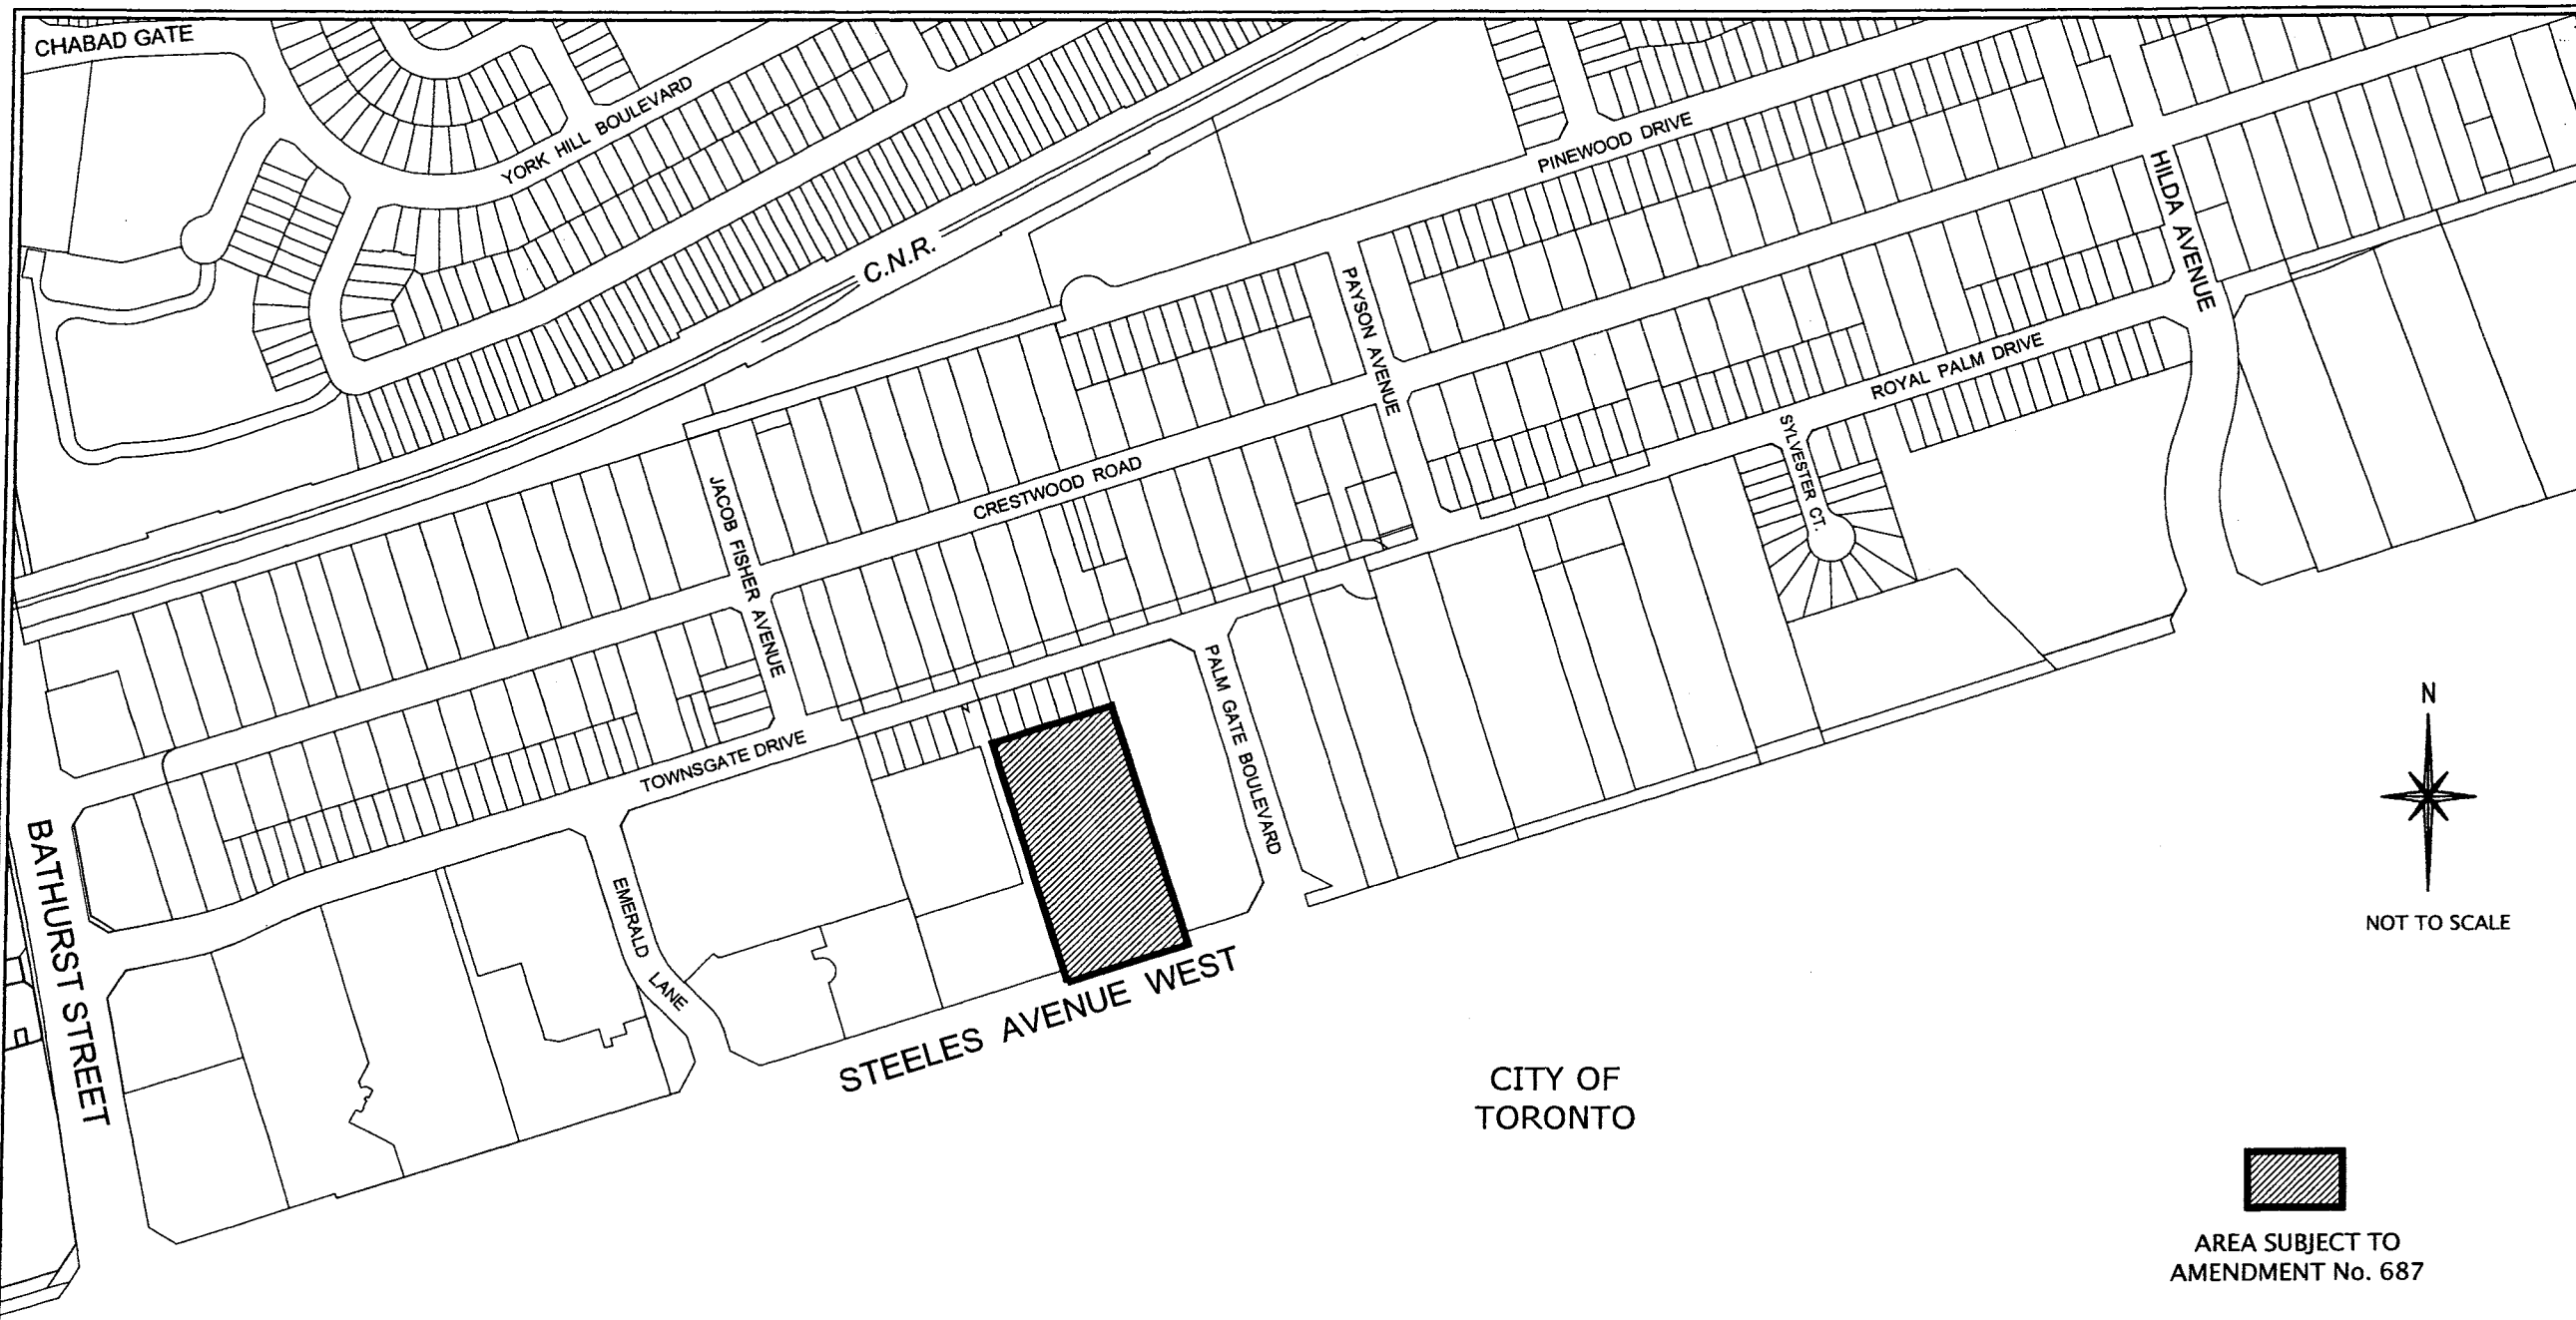 CHABAD GATE
YORK HILL BOULEVARD
C.N.R.
PINEWOOD DRIVE
HILDA AVENUE
PAYSON AVENUE
ROYAL PALM DRIVE
SYLVESTER CT.
CRESTWOOD ROAD
JACOB FISHER AVENUE
PALM GATE BOULEVARD
TOWNSGATE DRIVE
EMERALD LANE
BATHURST STREET
STEELES AVENUE WEST
N
NOT TO SCALE
CITY OF
TORONTO
AREA SUBJECT TO
AMENDMENT No. 687